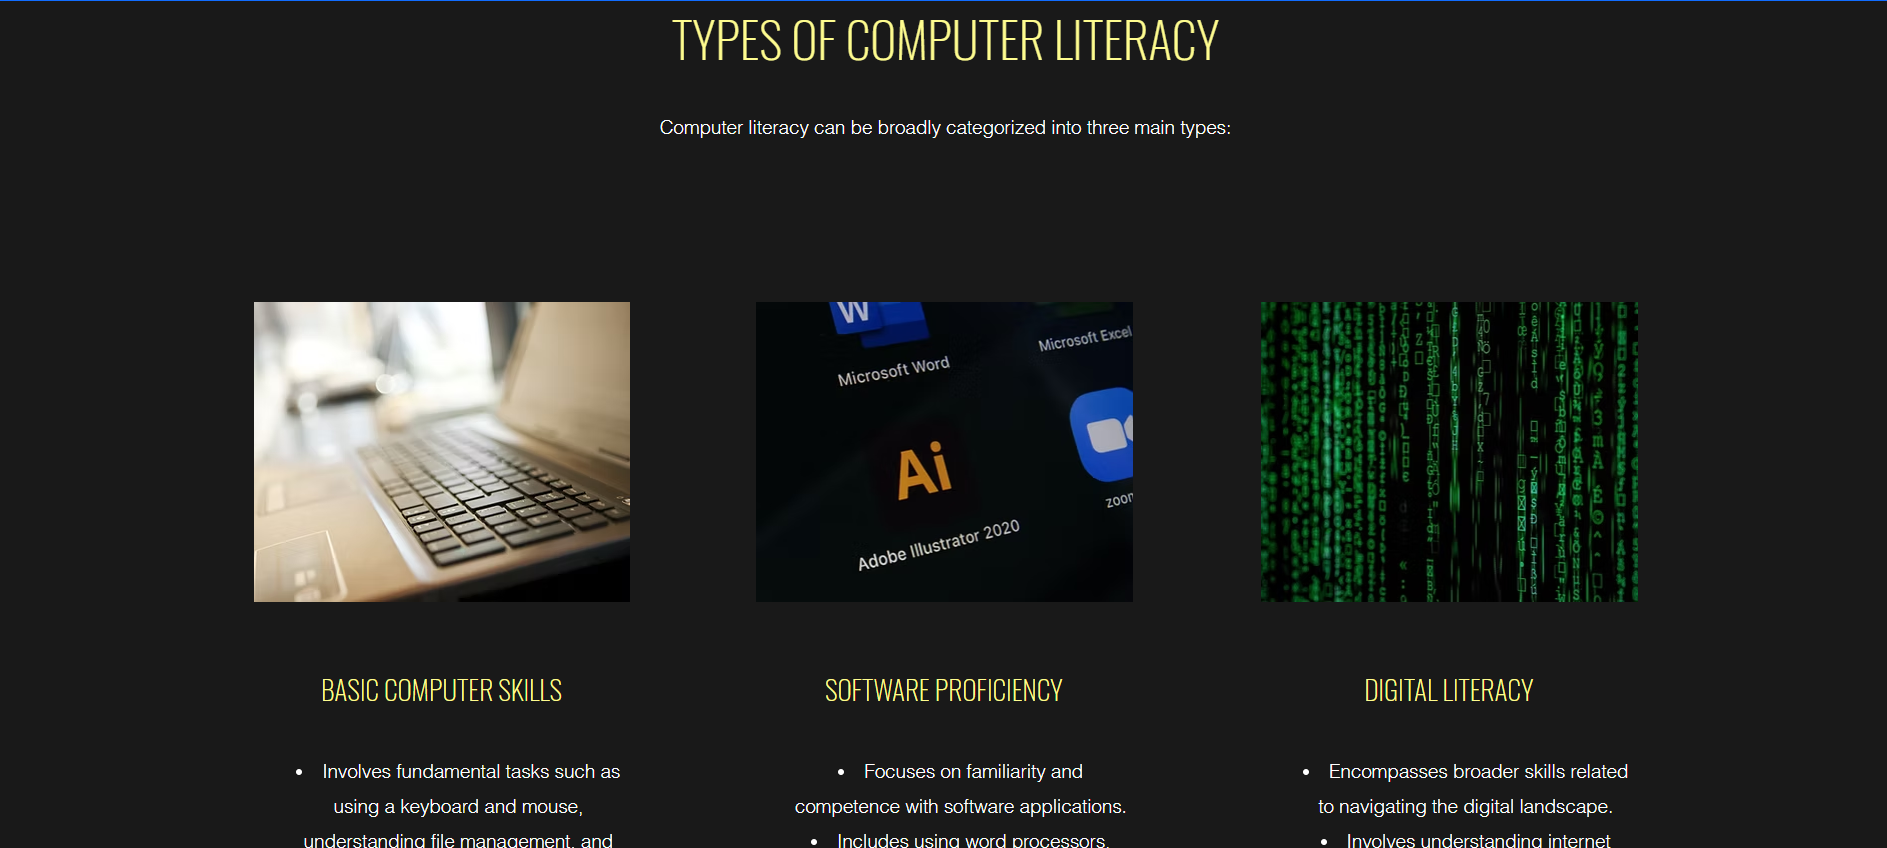 TYPES OF COMPUTER LITERACY
Computer literacy can be broadly categorized into three main types:
W
Microsoft Word
Microsoft Excel
Ai
Adobe Illustrator 2020
zoom
BASIC COMPUTER SKILLS
• Involves fundamental tasks such as
using a keyboard and mouse,
understanding file management, and
SOFTWARE PROFICIENCY
• Focuses on familiarity and
competence with software applications.
• Includes using word processors,
DIGITAL LITERACY
• Encompasses broader skills related
to navigating the digital landscape.
• Involves understanding internet